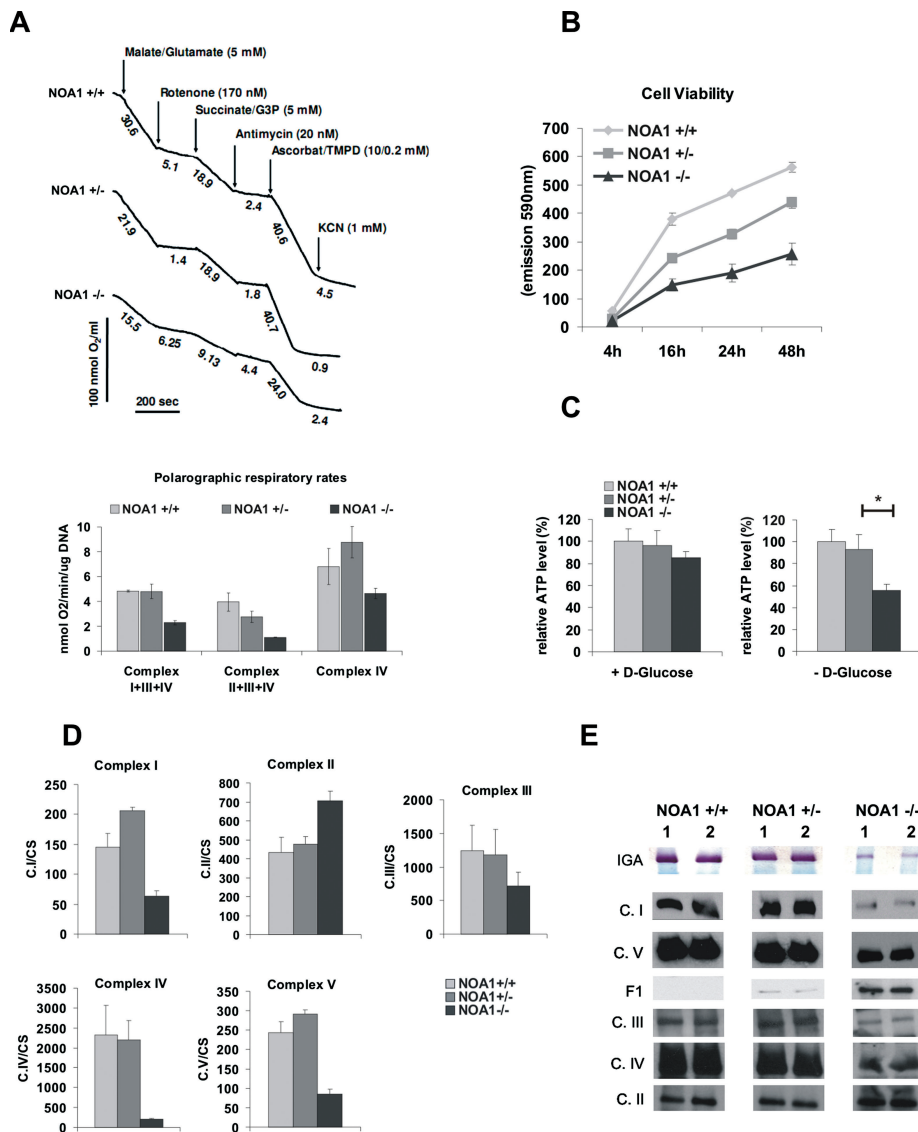 A
Malate/Glutamate (5 mM)
NOA1 +/+
Rotenone (170 nM)
Succinate/G3P (5 mM)
Antimycin (20 nM)
Ascorbat/TMPD (10/0.2 mM)
KCN (1 mM)
30.6
5.1
18.9
2.4
40.6
4.5
NOA1 +/-
21.9
1.4
18.9
1.8
40.7
0.9
NOA1 -/-
15.5
6.25
9.13
4.4
24.0
2.4
100 nmol O2/ml
200 sec
Polarographic respiratory rates
NOA1 +/+ NOA1 +/- NOA1 -/-
nmol O2/min/ug DNA
10
8
6
4
2
0
Complex I+III+IV
Complex II+III+IV
Complex IV
B
Cell Viability
NOA1 +/+
NOA1 +/-
NOA1 -/-
(emission 590nm)
700
600
500
400
300
200
100
0
4h 16h 24h 48h
C
NOA1 +/+
NOA1 +/-
NOA1 -/-
relative ATP level (%)
120
100
80
60
40
20
0
+ D-Glucose
*
relative ATP level (%)
120
100
80
60
40
20
0
- D-Glucose
D
Complex I
C.II/CS
250
200
150
100
50
0
Complex II
C.II/CS
800
700
600
500
400
300
200
100
0
Complex III
C.III/CS
2000
1500
1000
500
0
Complex IV
C.IV/CS
4000
3500
3000
2500
2000
1500
1000
500
0
Complex V
C.V/CS
350
300
250
200
150
100
50
0
NOA1+/+
NOA1+/-
NOA1-/-
E
NOA1 +/+ NOA1 +/- NOA1 -/-
1 2 1 2 1 2
IGA
C. I
C. V
F1
C. III
C. IV
C. II